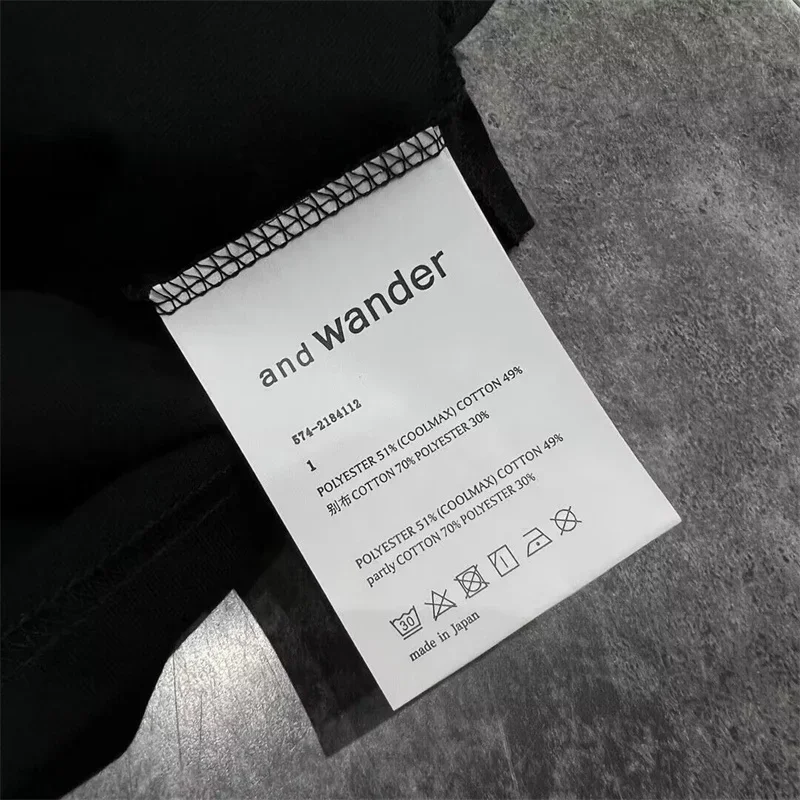 and wander
574-2184112
1
POLYESTER 51% (COOLMAX) COTTON 49%
別布 COTTON 70% POLYESTER 30%
POLYESTER 51% (COOLMAX) COTTON 49%
partly COTTON 70% POLYESTER 30%
30
made in Japan